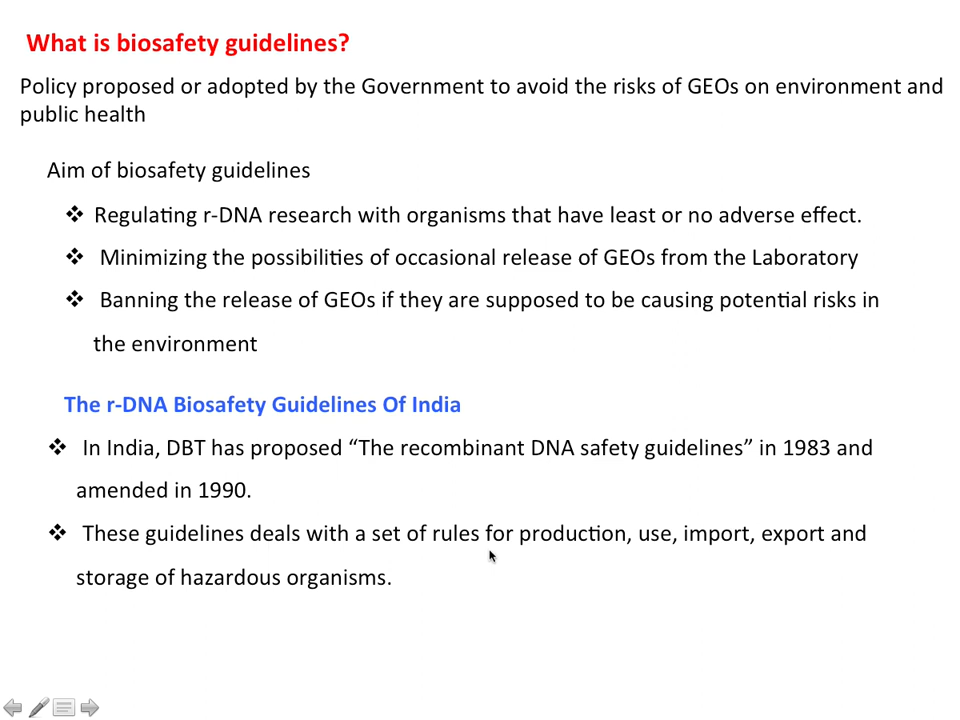 What is biosafety guidelines?
Policy proposed or adopted by the Government to avoid the risks of GEOs on environment and
public health
Aim of biosafety guidelines
❖ Regulating r-DNA research with organisms that have least or no adverse effect.
❖ Minimizing the possibilities of occasional release of GEOs from the Laboratory
❖ Banning the release of GEOs if they are supposed to be causing potential risks in
the environment
The r-DNA Biosafety Guidelines Of India
❖ In India, DBT has proposed “The recombinant DNA safety guidelines” in 1983 and
amended in 1990.
❖ These guidelines deals with a set of rules for production, use, import, export and
storage of hazardous organisms.